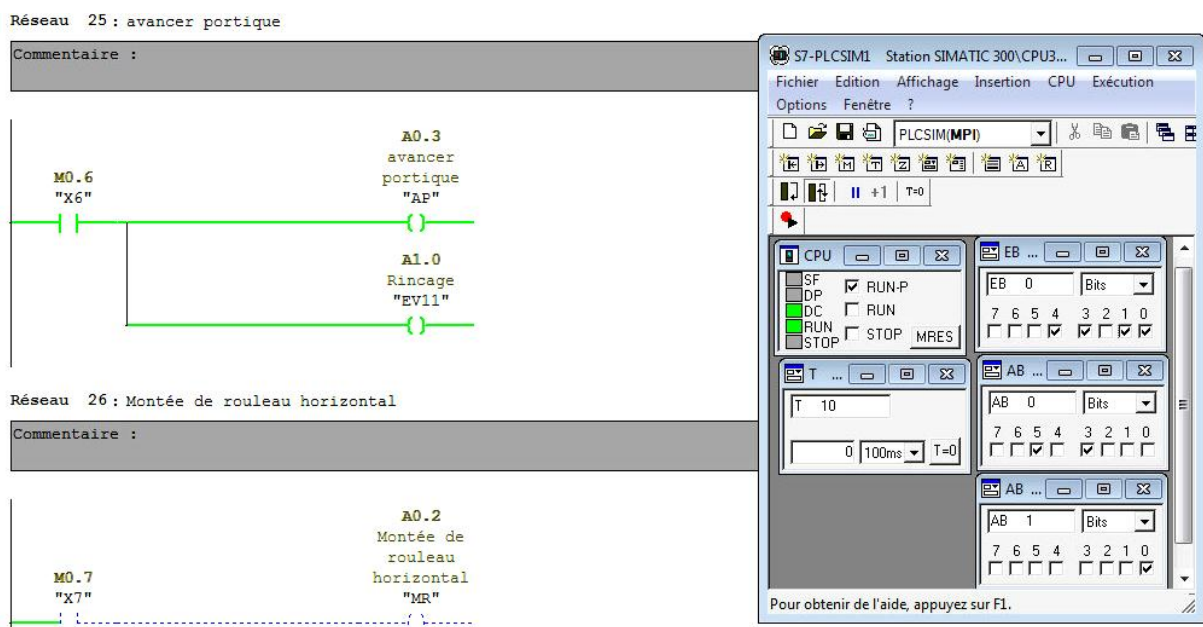 Réseau 25 : avancer portique
Commentaire :
A0.3
avancer
portique
"AP"
M0.6
"X6"
A1.0
Rincage
"EV11"
Réseau 26 : Montée de rouleau horizontal
Commentaire :
A0.2
Montée de
rouleau
horizontal
"MR"
M0.7
"X7"
S7-PLCSIM1 Station SIMATIC 300\CPU3...
Fichier Edition Affichage Insertion CPU Exécution
Options Fenêtre ?
PLCSIM(MPI)
+1 T=0
CPU
SF
DP
DC
RUN
STOP
RUN-P
RUN
STOP
MRES
EB ...
EB 0 Bits
7 6 5 4 3 2 1 0
T ...
T 10
0 100ms T=0
AB ...
AB 0 Bits
7 6 5 4 3 2 1 0
AB ...
AB 1 Bits
7 6 5 4 3 2 1 0
Pour obtenir de l'aide, appuyez sur F1.